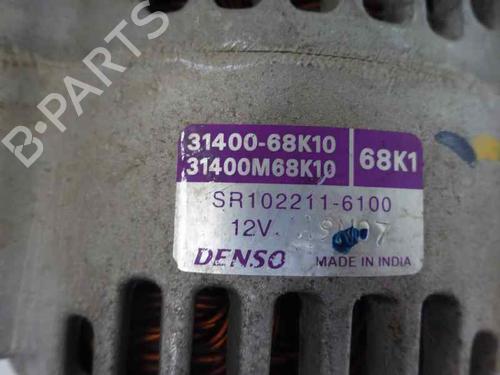 B-PARTS
31400-68K10
31400M68K10
68K1
SR102211-6100
12V
DENSO MADE IN INDIA